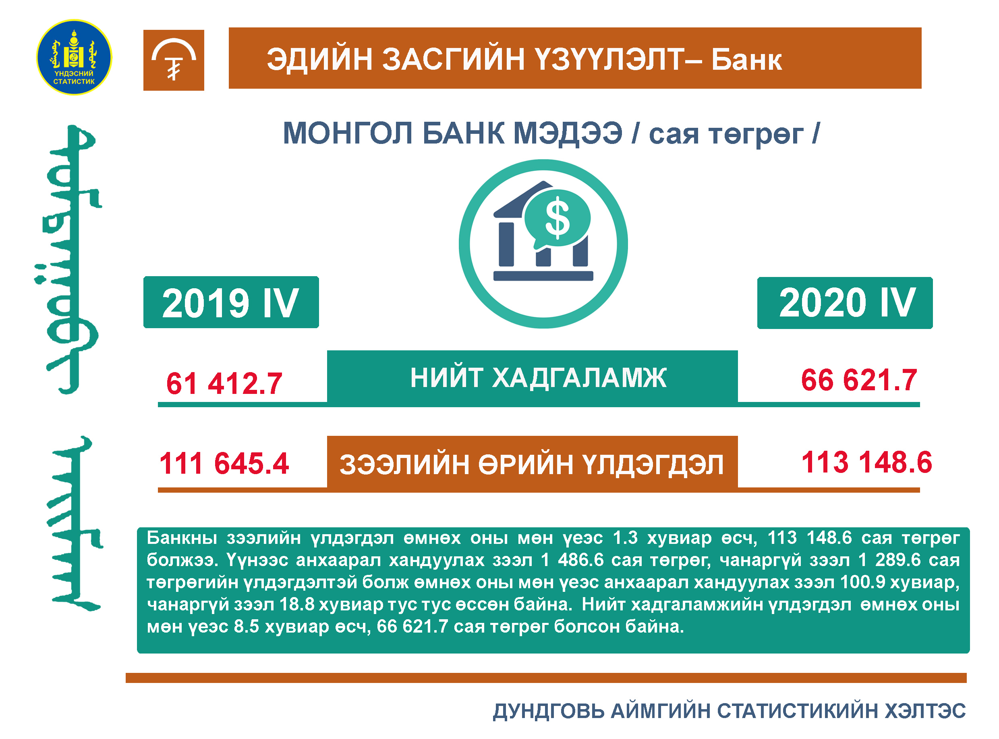 ҮНДЭСНИЙ
СТАТИСТИК
₮
ЭДИЙН ЗАСГИЙН ҮЗҮҮЛЭЛТ– Банк
МОНГОЛ БАНК МЭДЭЭ / сая төгрөг /
$
2019 IV
2020 IV
61 412.7
НИЙТ ХАДГАЛАМЖ
66 621.7
111 645.4
ЗЭЭЛИЙН ӨРИЙН ҮЛДЭГДЭЛ
113 148.6
Банкны зээлийн үлдэгдэл өмнөх оны мөн үеэс 1.3 хувиар өсч, 113 148.6 сая төгрөг
болжээ. Үүнээс анхаарал хандуулах зээл 1 486.6 сая төгрөг, чанаргүй зээл 1 289.6 сая
төгрөгийн үлдэгдэлтэй болж өмнөх оны мөн үеэс анхаарал хандуулах зээл 100.9 хувиар,
чанаргүй зээл 18.8 хувиар тус тус өссөн байна. Нийт хадгаламжийн үлдэгдэл өмнөх оны
мөн үеэс 8.5 хувиар өсч, 66 621.7 сая төгрөг болсон байна.
ДУНДГОВЬ АЙМГИЙН СТАТИСТИКИЙН ХЭЛТЭС